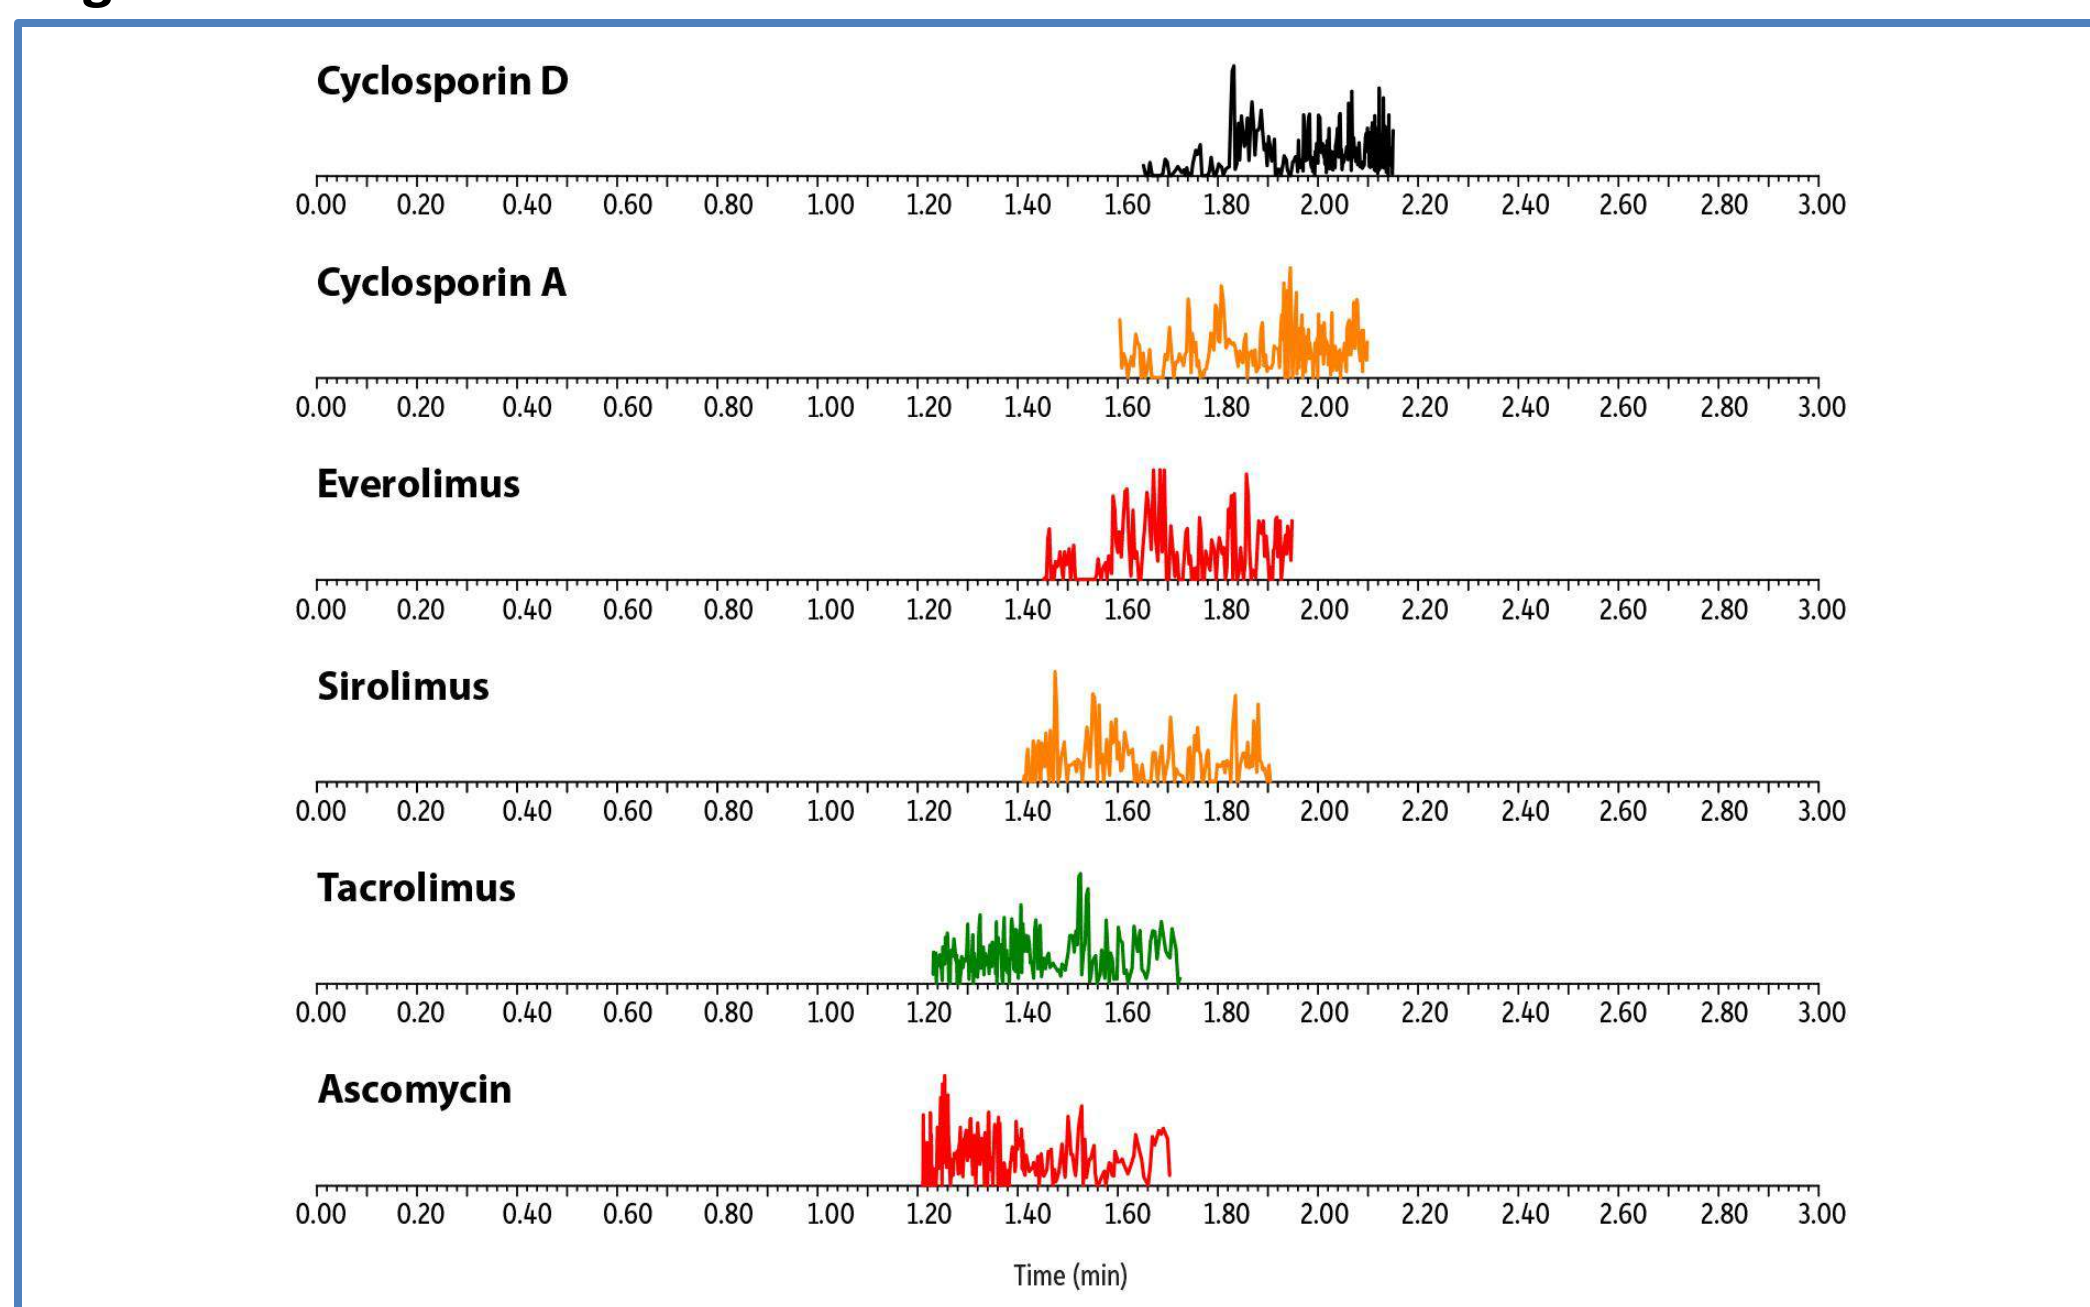 Cyclosporin D
0.00 0.20 0.40 0.60 0.80 1.00 1.20 1.40 1.60 1.80 2.00 2.20 2.40 2.60 2.80 3.00
Cyclosporin A
0.00 0.20 0.40 0.60 0.80 1.00 1.20 1.40 1.60 1.80 2.00 2.20 2.40 2.60 2.80 3.00
Everolimus
0.00 0.20 0.40 0.60 0.80 1.00 1.20 1.40 1.60 1.80 2.00 2.20 2.40 2.60 2.80 3.00
Sirolimus
0.00 0.20 0.40 0.60 0.80 1.00 1.20 1.40 1.60 1.80 2.00 2.20 2.40 2.60 2.80 3.00
Tacrolimus
0.00 0.20 0.40 0.60 0.80 1.00 1.20 1.40 1.60 1.80 2.00 2.20 2.40 2.60 2.80 3.00
Ascomycin
0.00 0.20 0.40 0.60 0.80 1.00 1.20 1.40 1.60 1.80 2.00 2.20 2.40 2.60 2.80 3.00
Time (min)